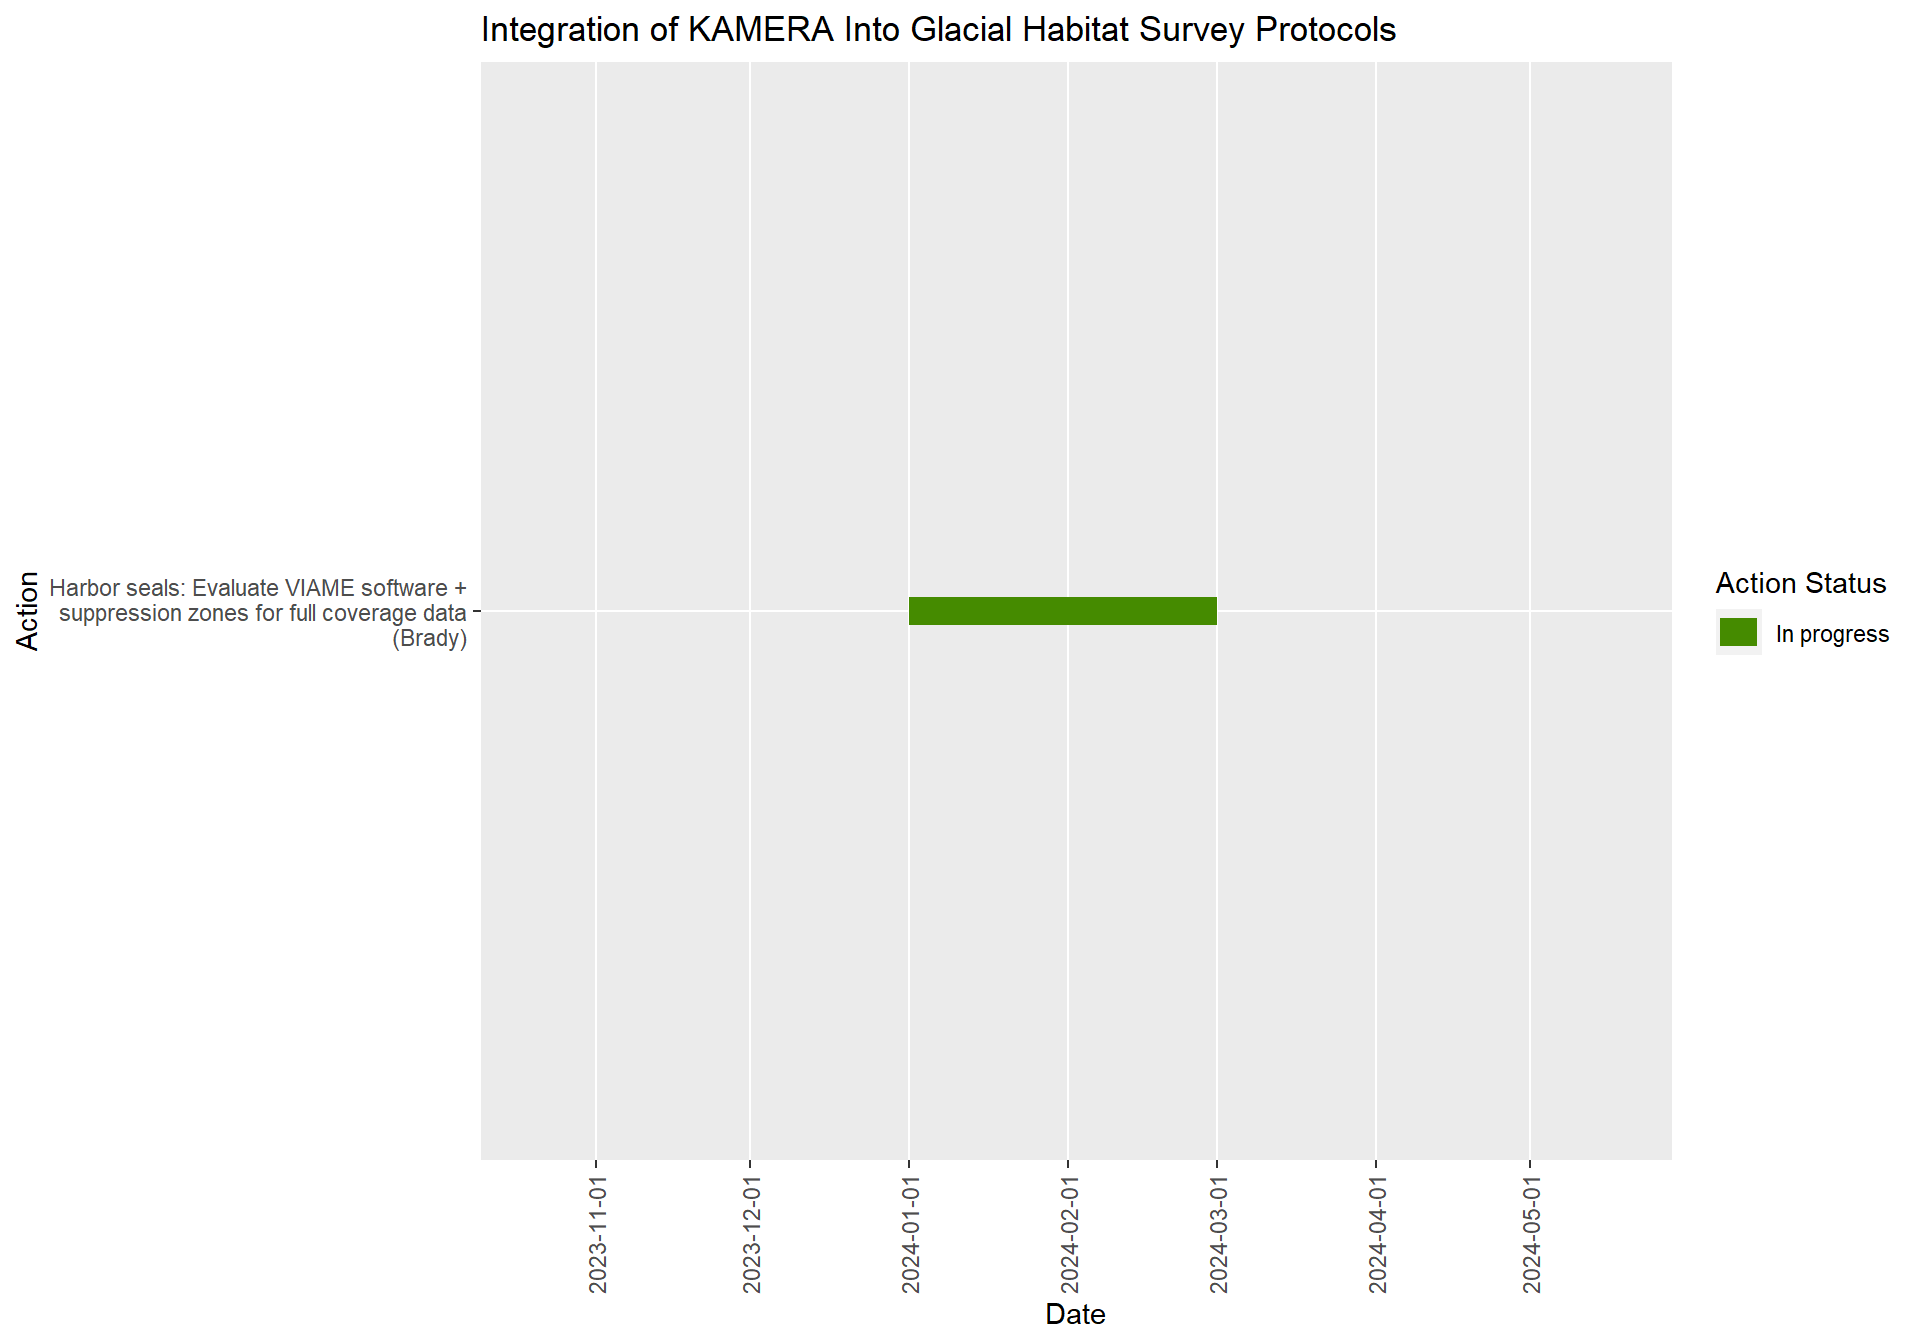 Integration of KAMERA Into Glacial Habitat Survey Protocols
Action
Harbor seals: Evaluate VIAME software +
suppression zones for full coverage data
(Brady)
Action Status
In progress
2023-11-01
2023-12-01
2024-01-01
2024-02-01
2024-03-01
2024-04-01
2024-05-01
Date